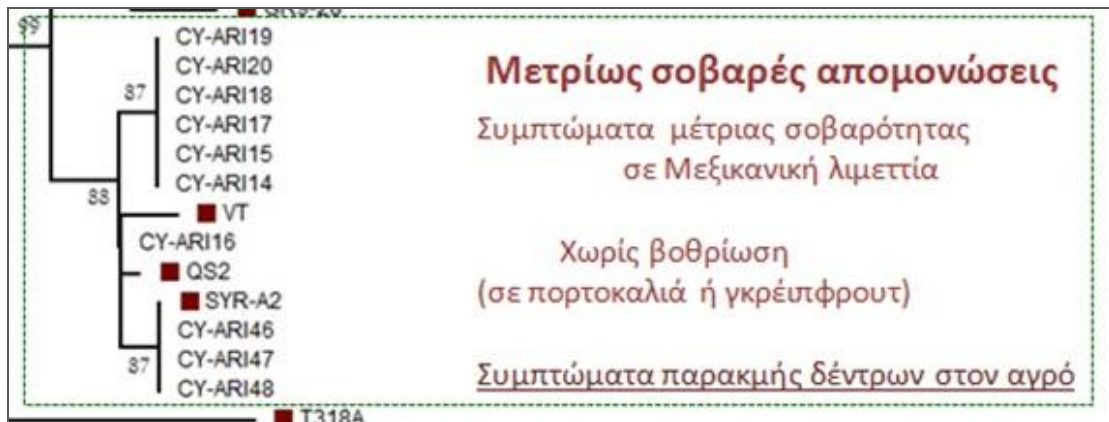 99
CY-ARI19
CY-ARI20
87
CY-ARI18
CY-ARI17
CY-ARI15
CY-ARI14
88
VT
CY-ARI16
QS2
SYR-A2
CY-ARI46
CY-ARI47
87
CY-ARI48
T318A
Μετρίως σοβαρές απομονώσεις
Συμπτώματα μέτριας σοβαρότητας
σε Μεξικανική λιμεττία
Χωρίς βοθρίωση
(σε πορτοκαλιά ή γκρέιπφρουτ)
Συμπτώματα παρακμής δέντρων στον αγρό